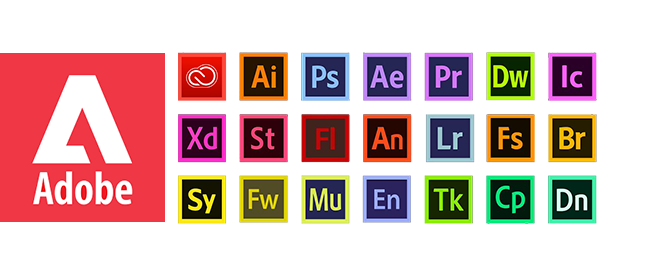 Ai Ps Ae Pr Dw Ic
Xd St Fl An Lr Fs Br
Adobe
Sy Fw Mu En Tk Cp Dn